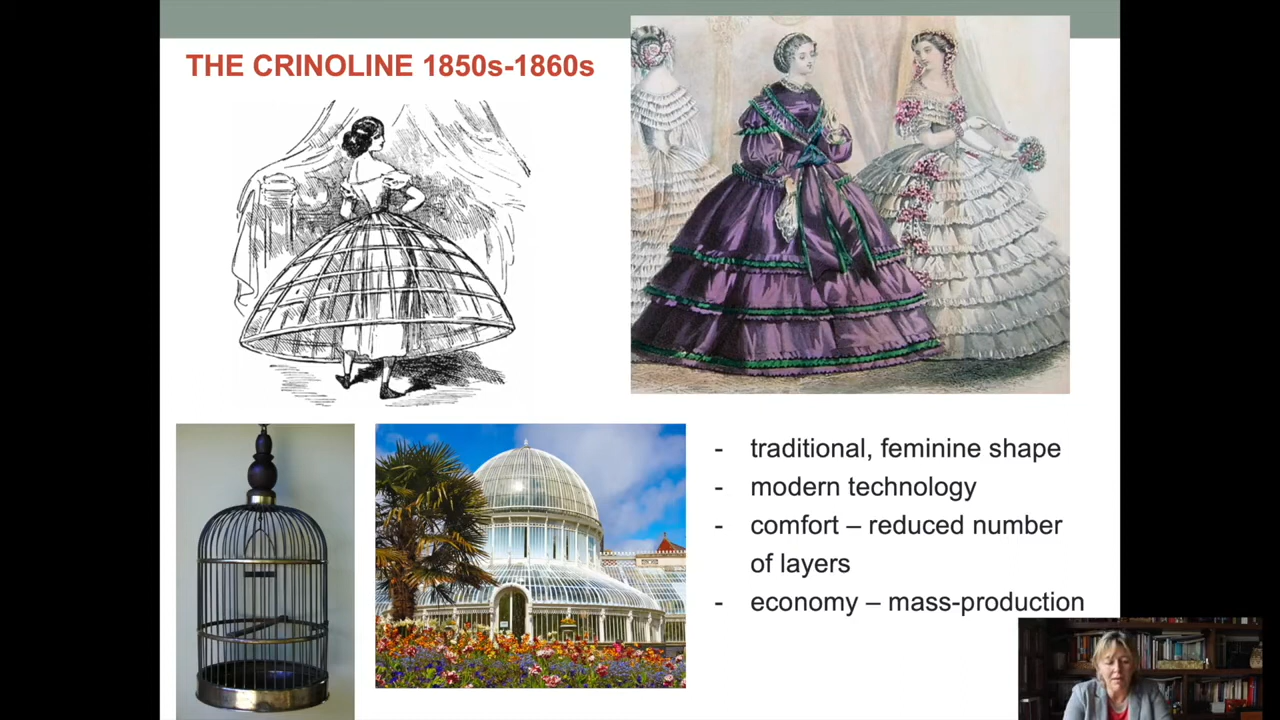 THE CRINOLINE 1850s-1860s
- traditional, feminine shape
- modern technology
- comfort – reduced number
of layers
- economy – mass-production